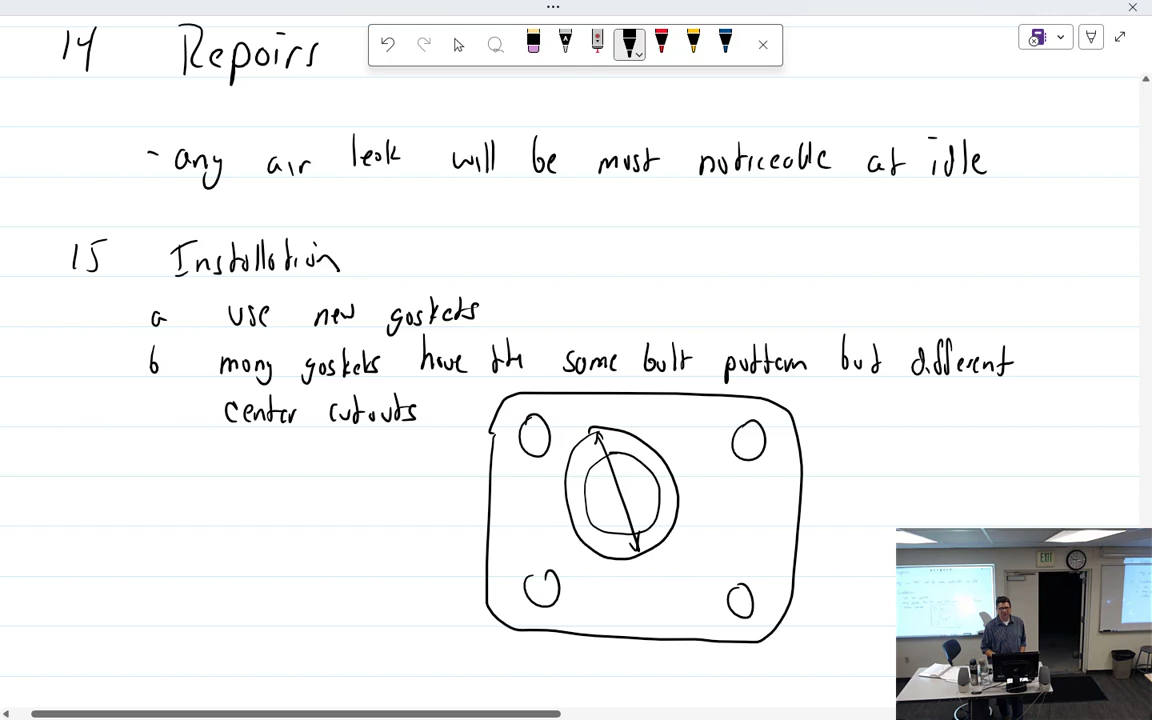 14 Repairs
- any air leak will be most noticeable at idle
15 Installation
a use new gaskets
b many gaskets have the same bolt pattern but different
center cutouts
EXIT